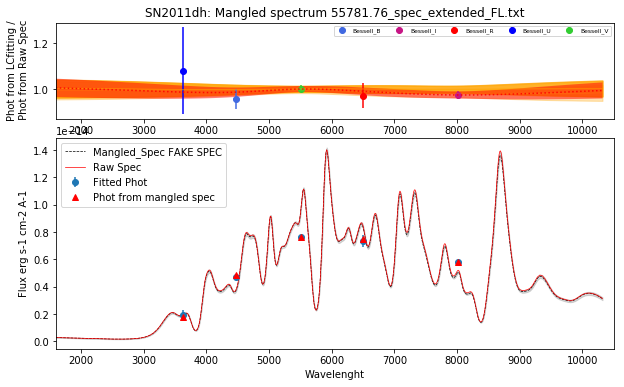 SN2011dh: Mangled spectrum 55781.76_spec_extended_FL.txt
Phot from LCfitting /
Phot from Raw Spec
Bessell_B Bessell_I Bessell_R Bessell_U Bessell_V
1.2
1.0
2000 3000 4000 5000 6000 7000 8000 9000 10000
1e−14
Flux erg s-1 cm-2 A-1
Mangled_Spec FAKE SPEC
Raw Spec
Fitted Phot
Phot from mangled spec
1.4
1.2
1.0
0.8
0.6
0.4
0.2
0.0
2000 3000 4000 5000 6000 7000 8000 9000 10000
Wavelenght